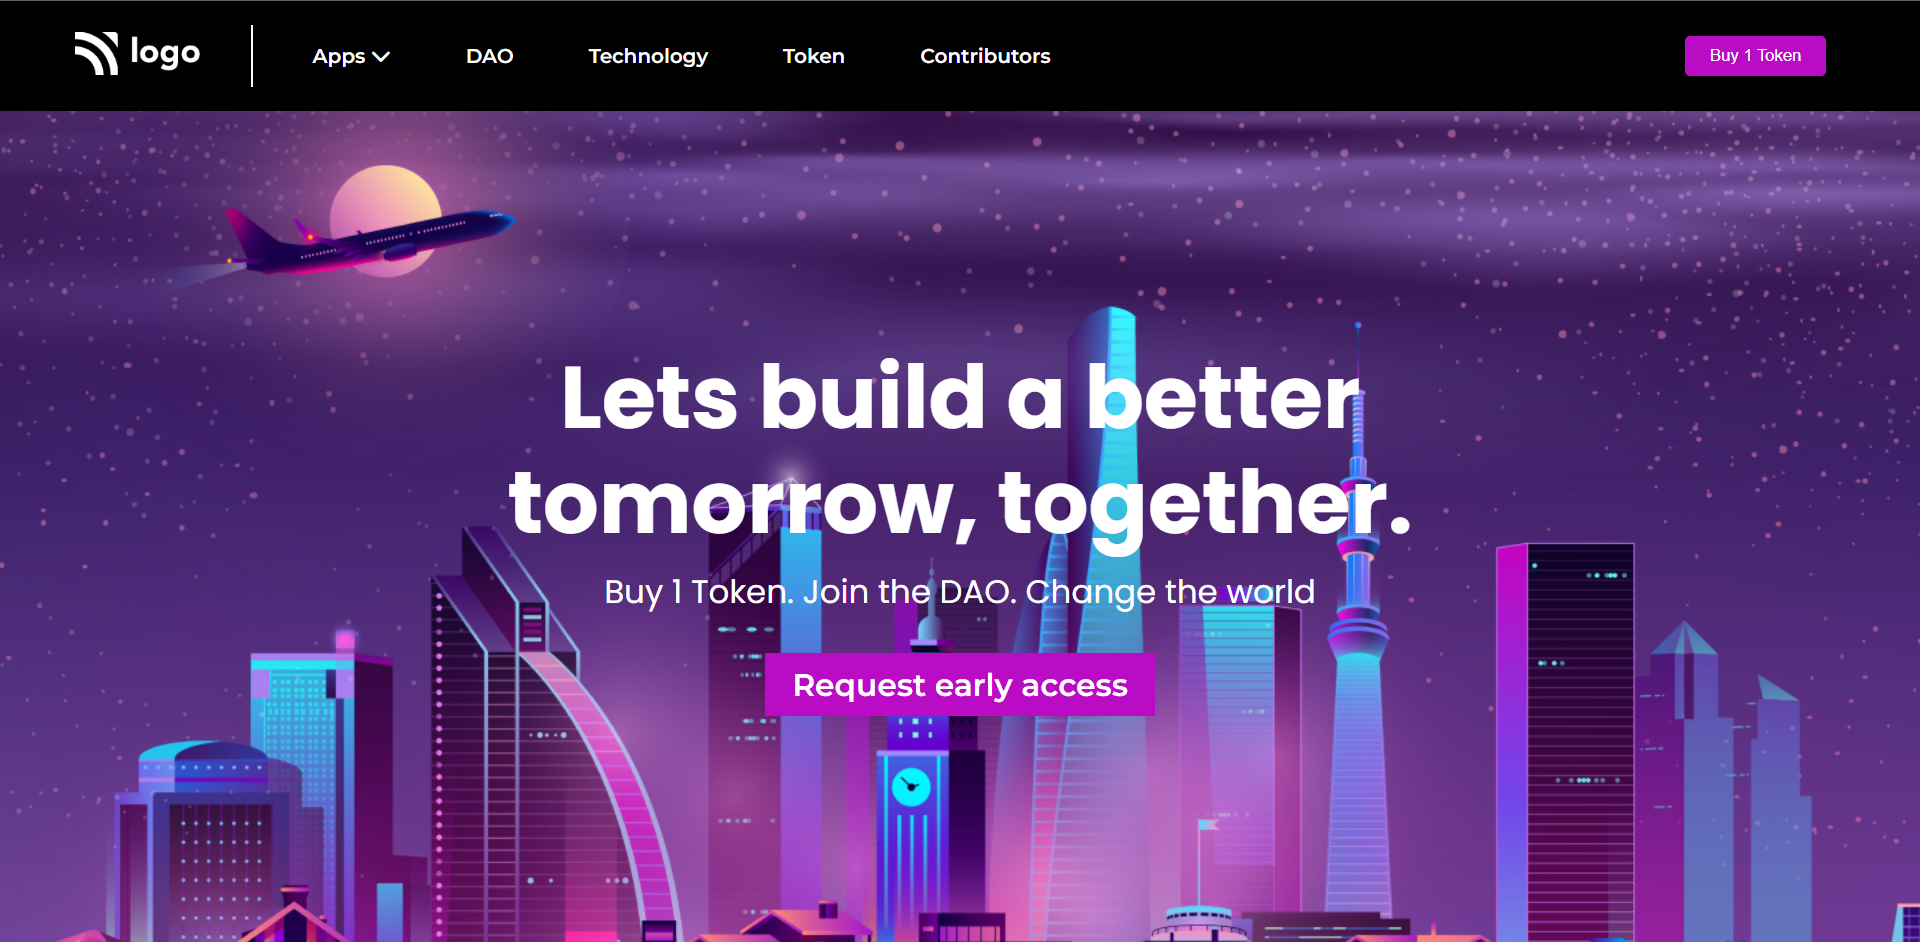 logo
Apps
DAO
Technology
Token
Contributors
Buy 1 Token
Lets build a better
tomorrow, together.
Buy 1 Token. Join the DAO. Change the world
Request early access